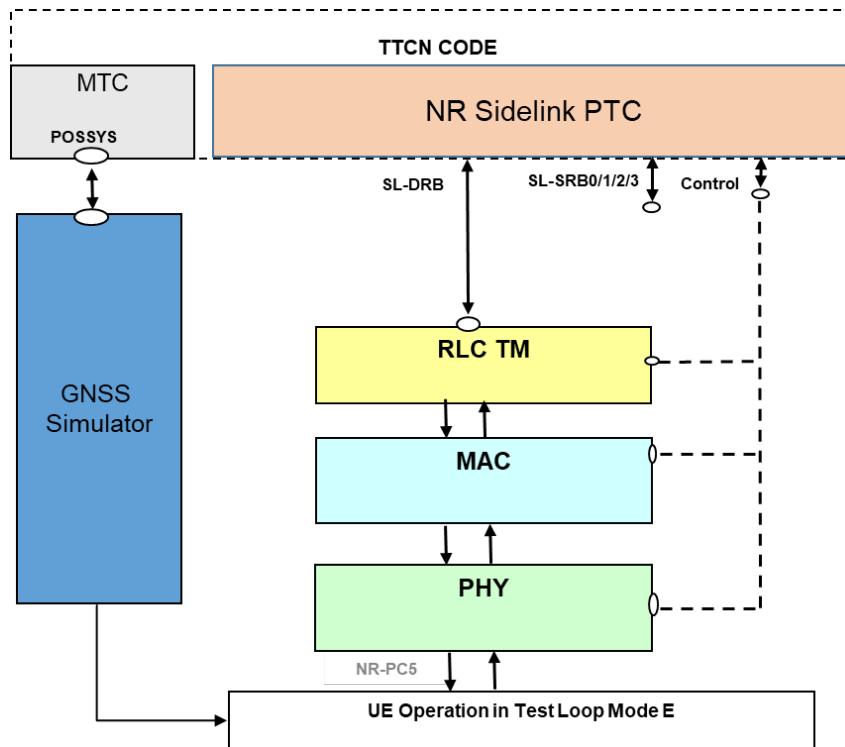 TTCN CODE
MTC
POSSYS
NR Sidelink PTC
SL-DRB
SL-SRB0/1/2/3
Control
RLC TM
GNSS
Simulator
MAC
PHY
NR-PC5
UE Operation in Test Loop Mode E